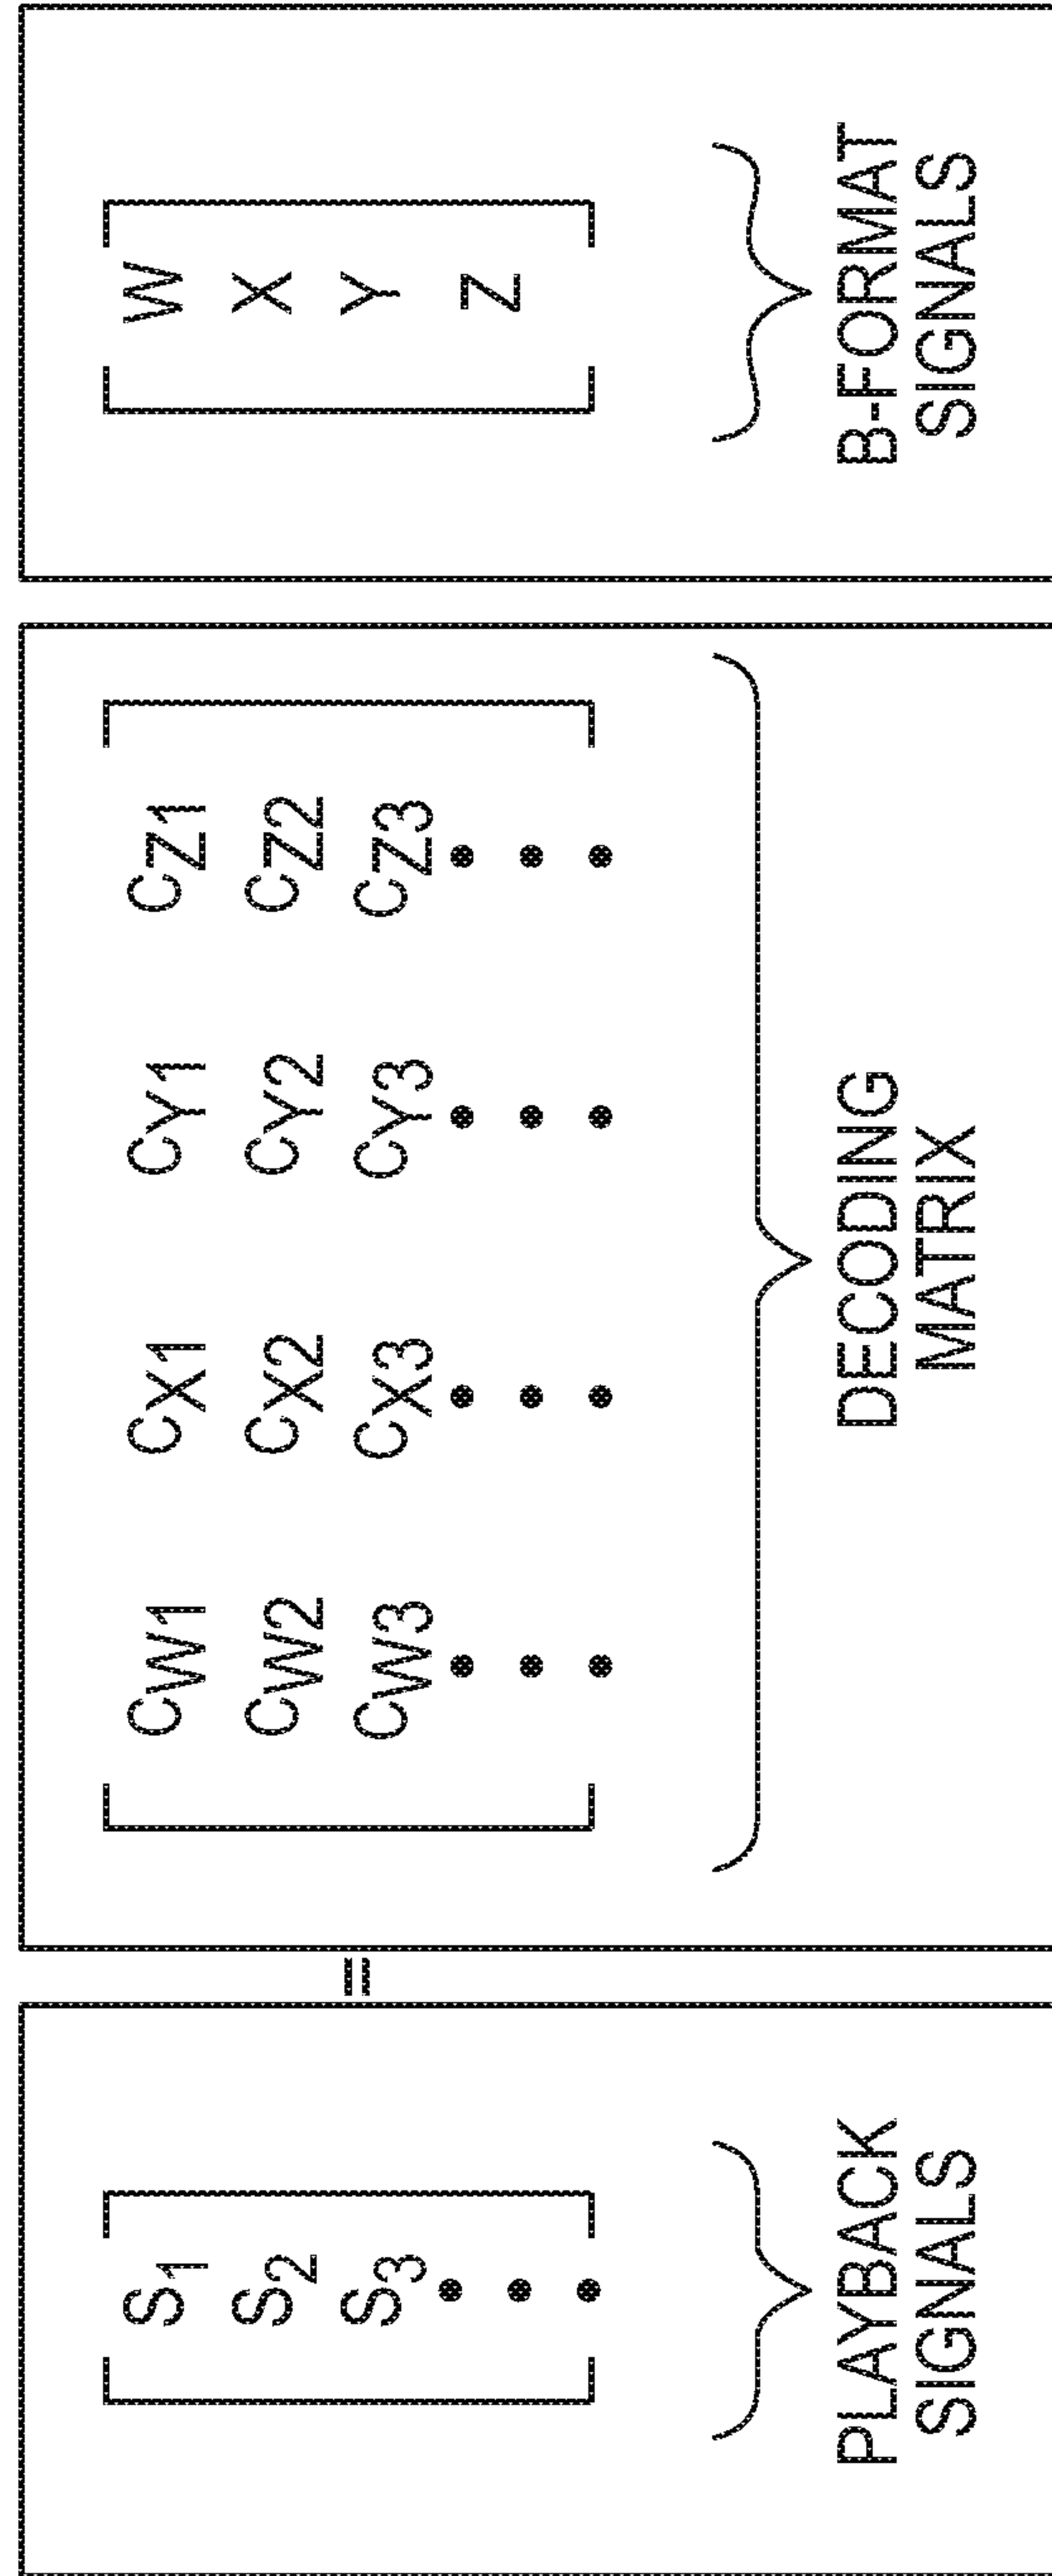 S1
S2
S3
PLAYBACK
SIGNALS
=
CW1 CX1 CY1 CZ1
CW2 CX2 CY2 CZ2
CW3 CX3 CY3 CZ3
DECODING
MATRIX
W
X
Y
Z
B-FORMAT
SIGNALS